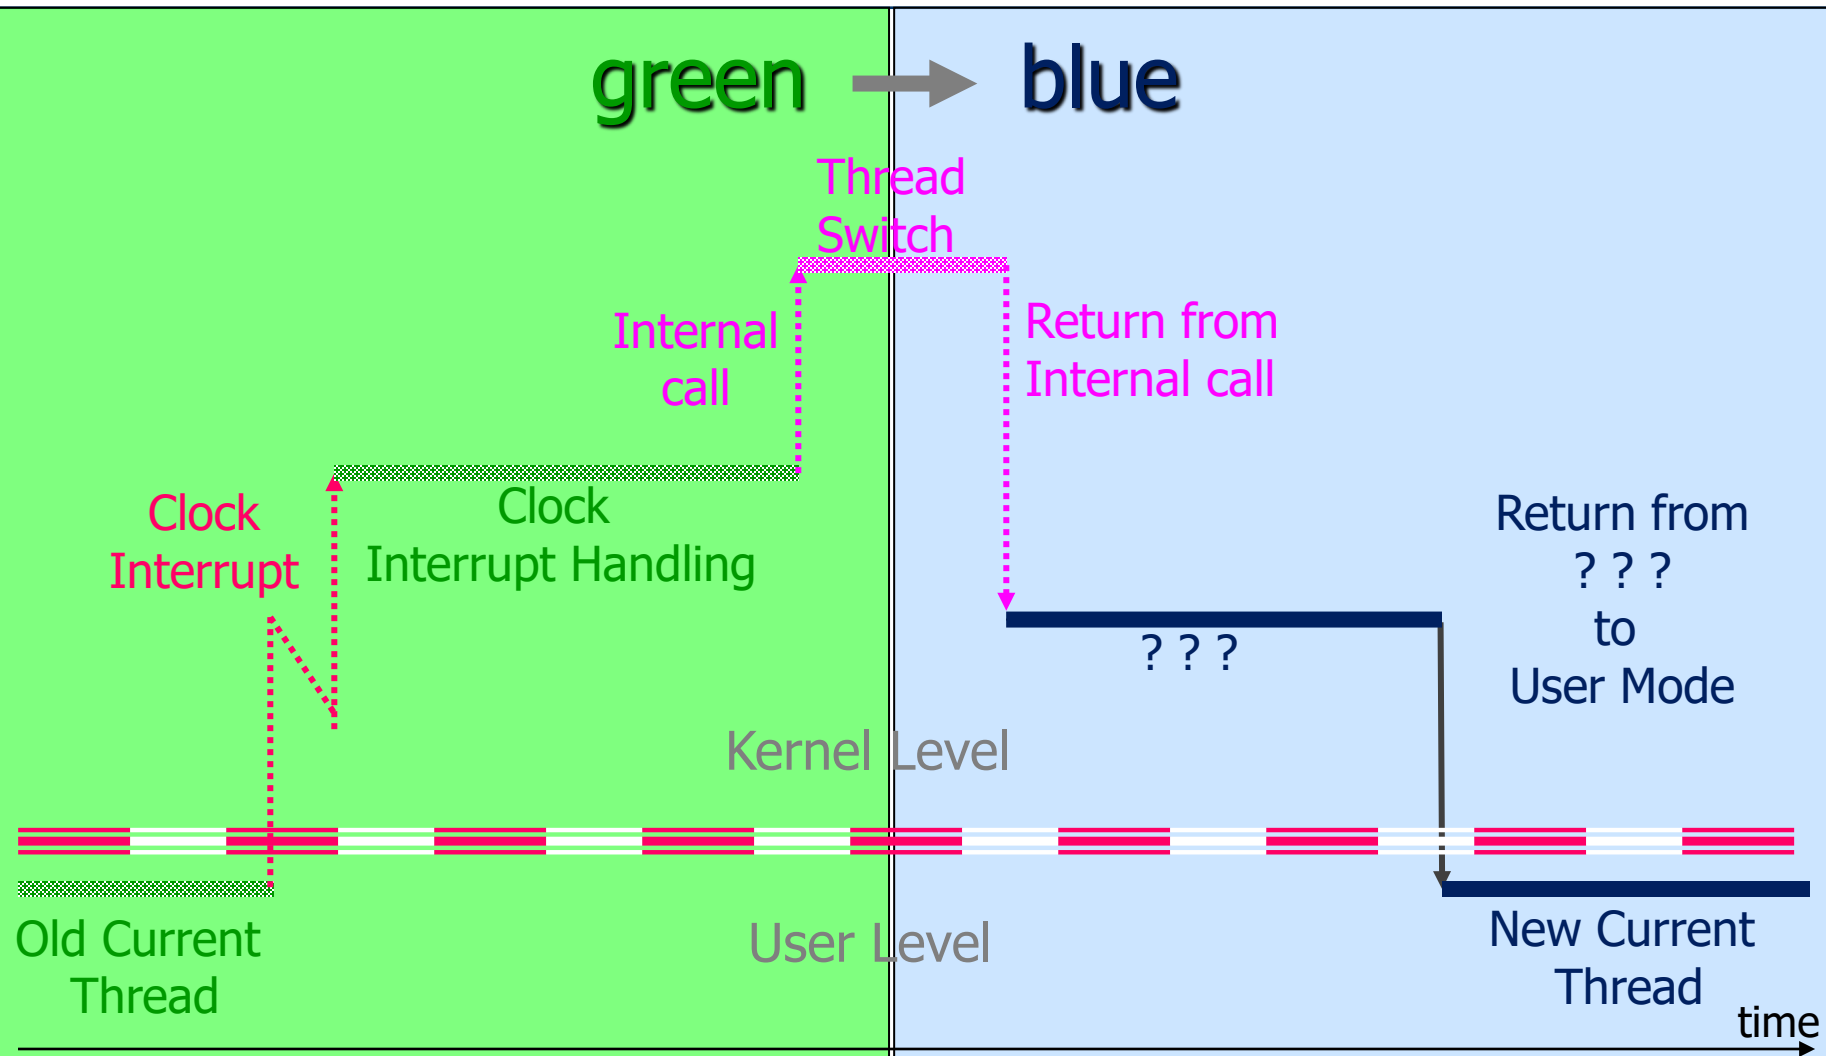 green blue
Thread
Switch
Internal
call
Return from
Internal call
Clock
Interrupt
Clock
Interrupt Handling
Return from
? ? ?
to
User Mode
? ? ?
Kernel Level
Old Current
Thread
User Level
New Current
Thread
time